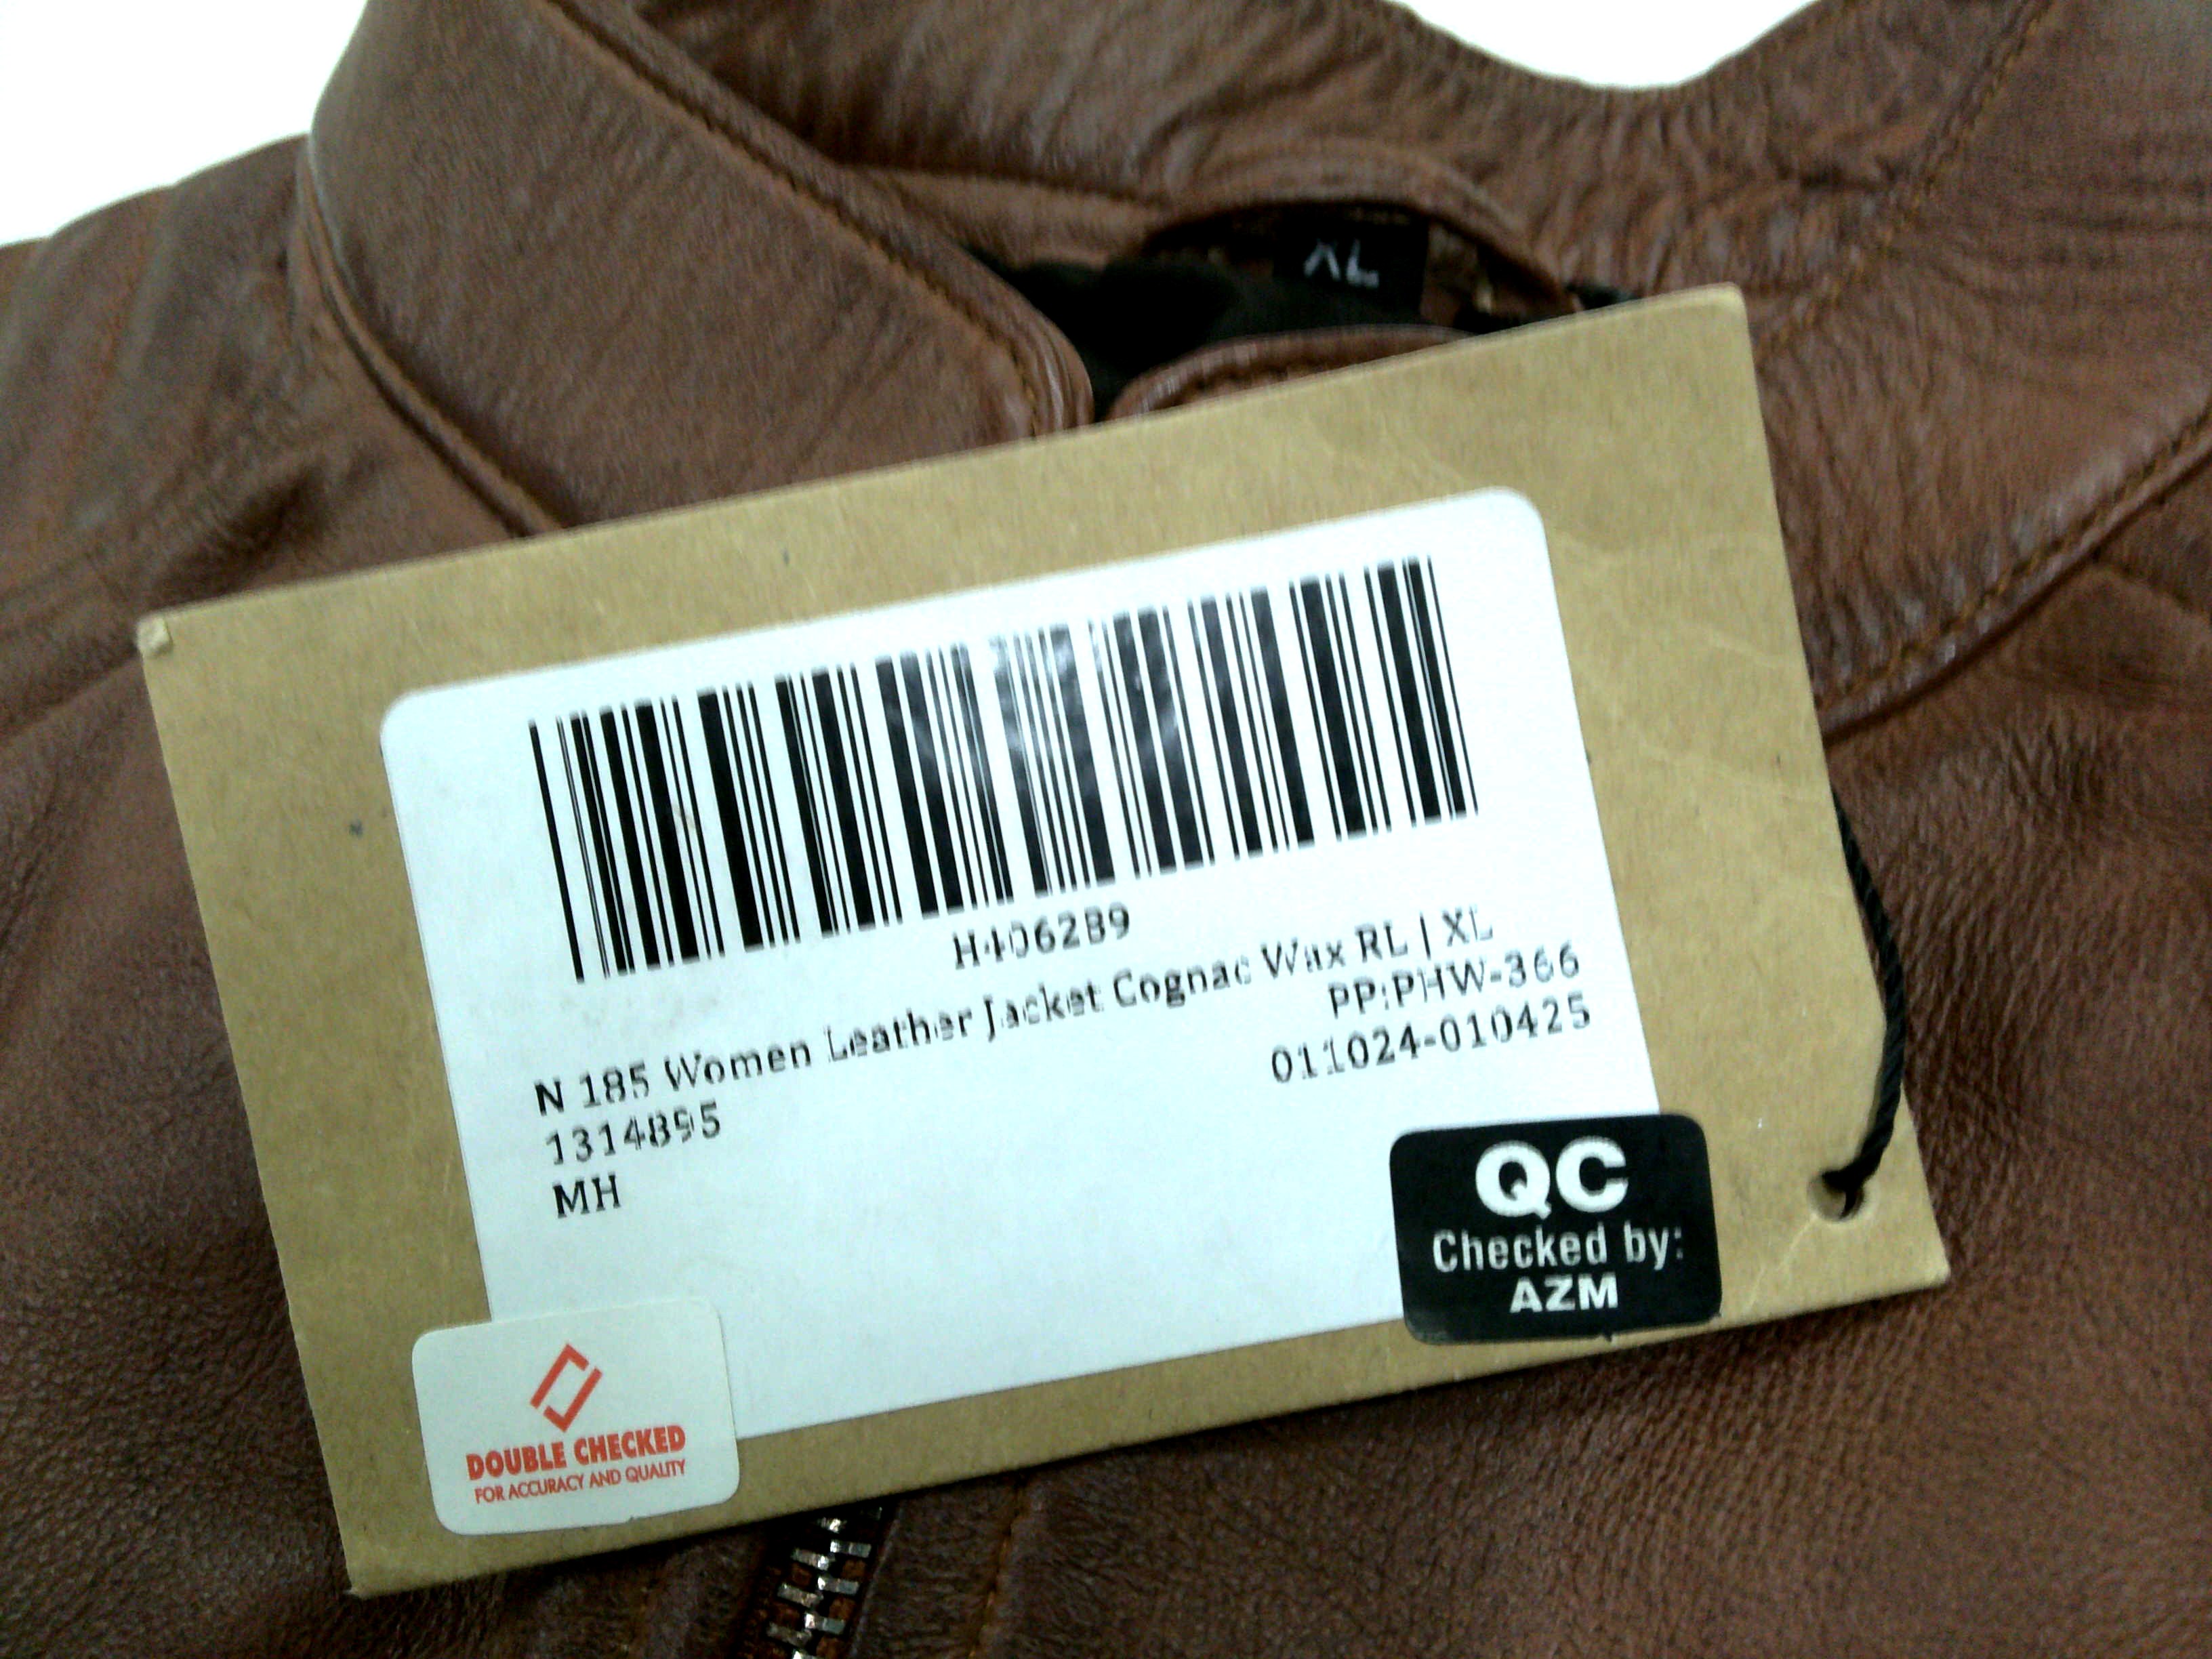 XL
H406289
N 185 Women Leather Jacket Cognac Wax RL | XL
1314895
PP:PHW-366
MH
011024-010425
QC
Checked by:
AZM
DOUBLE CHECKED
FOR ACCURACY AND QUALITY